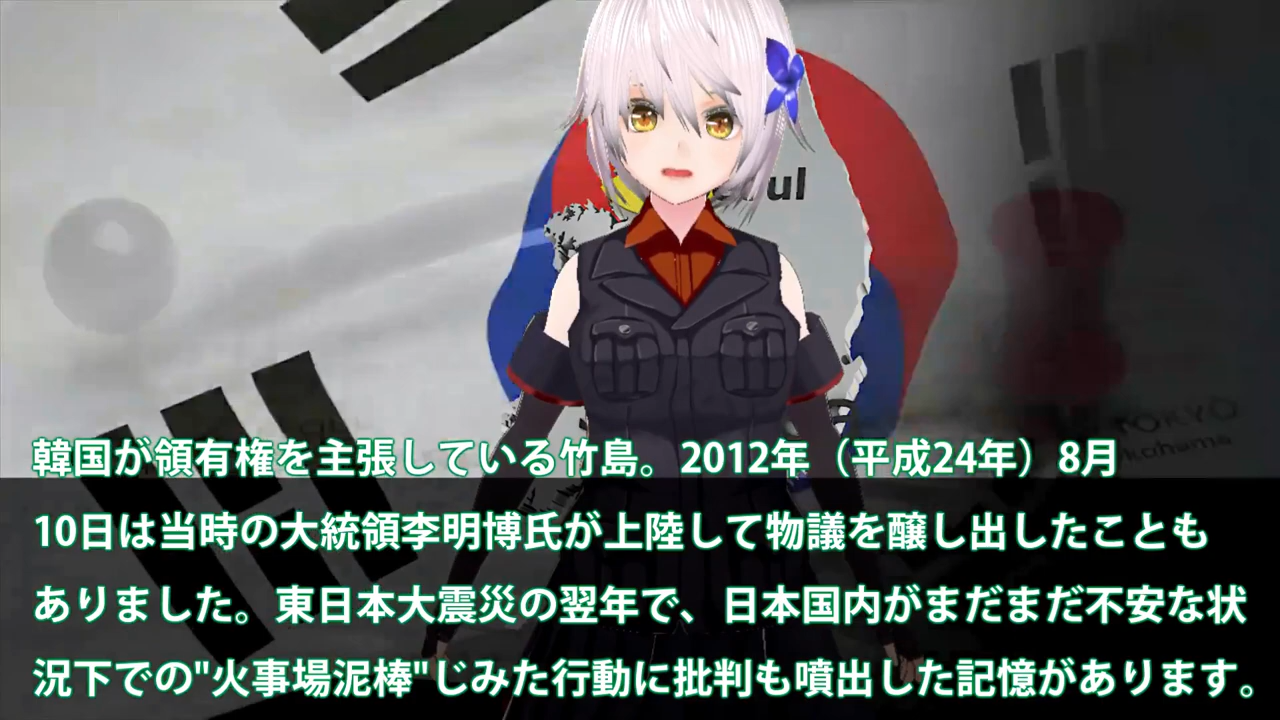 ul
TOKYO
Yokohama
韓国が領有権を主張している竹島。2012年（平成24年）8月
10日は当時の大統領李明博氏が上陸して物議を醸し出したことも
ありました。東日本大震災の翌年で、日本国内がまだまだ不安な状
況下での"火事場泥棒"じみた行動に批判も噴出した記憶があります。